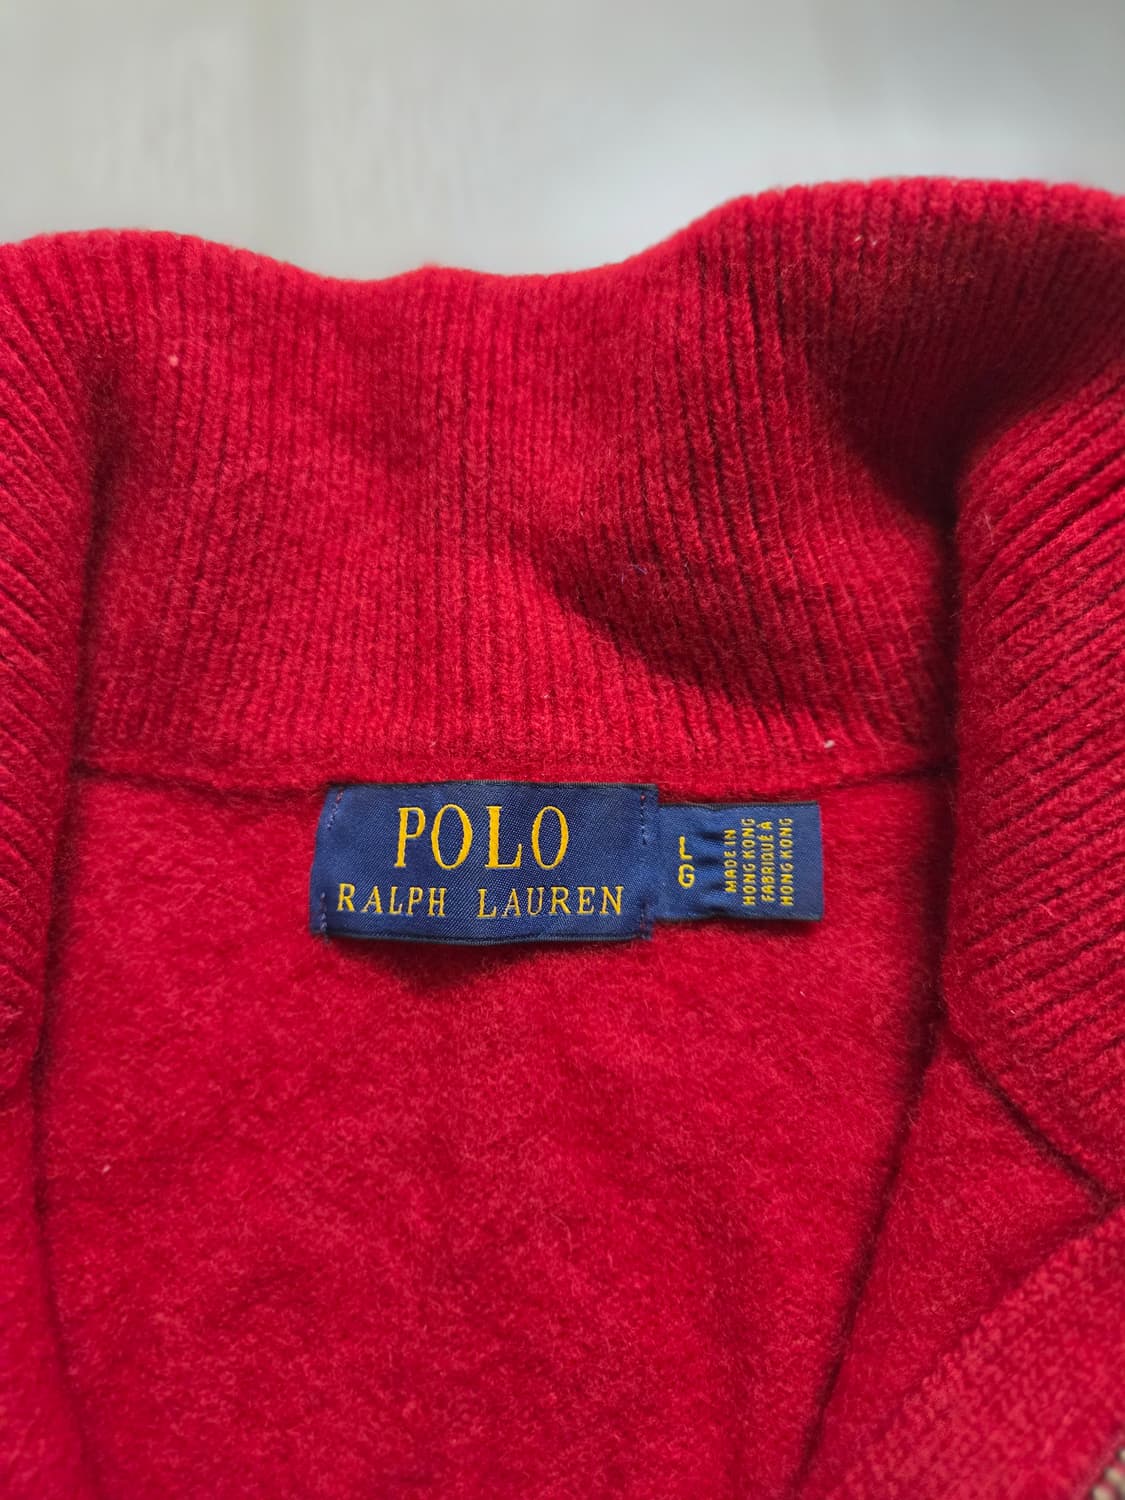 POLO
RALPH LAUREN
L
G
MADE IN
HONG KONG
FABRIQUÉ À
HONG KONG